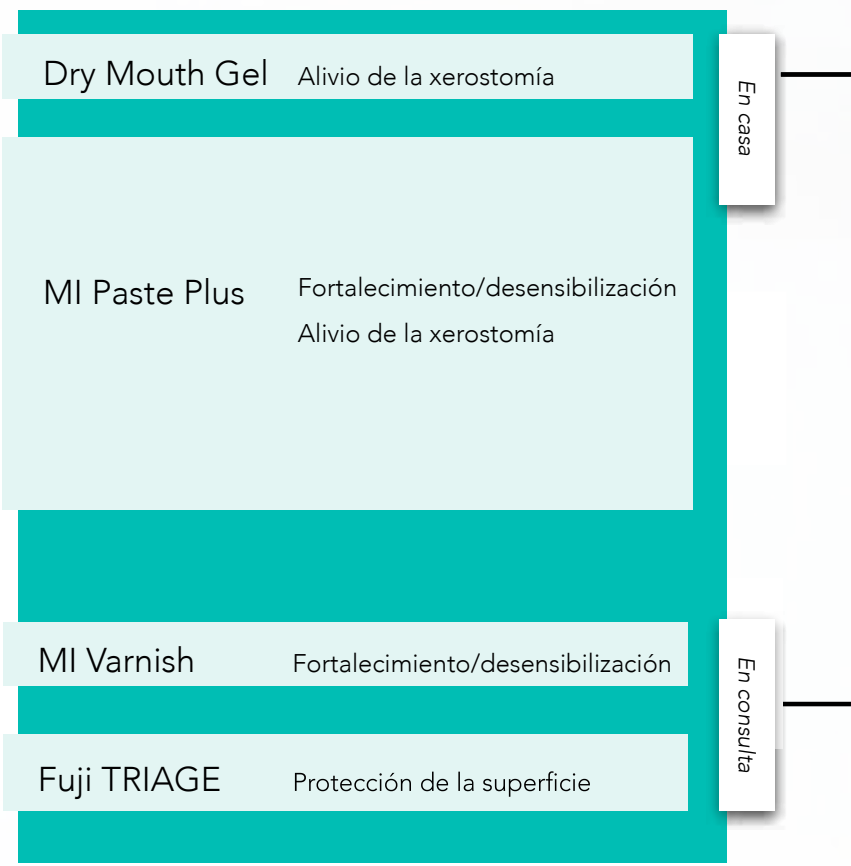 Dry Mouth Gel Alivio de la xerostomía
En casa
MI Paste Plus Fortalecimiento/desensibilización
Alivio de la xerostomía
MI Varnish Fortalecimiento/desensibilización
En consulta
Fuji TRIAGE Protección de la superficie